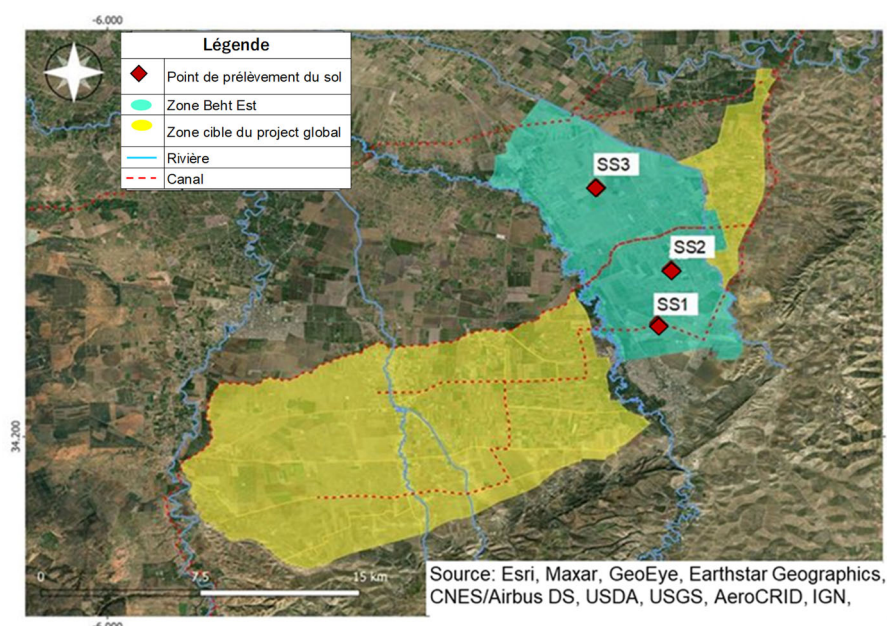 -6.000
Légende
Point de prélèvement du sol
Zone Beht Est
Zone cible du project global
Rivière
Canal
SS3
SS2
SS1
34.200
0 7.5 15 km
Source: Esri, Maxar, GeoEye, Earthstar Geographics,
CNES/Airbus DS, USDA, USGS, AeroCRID, IGN,
-6.000